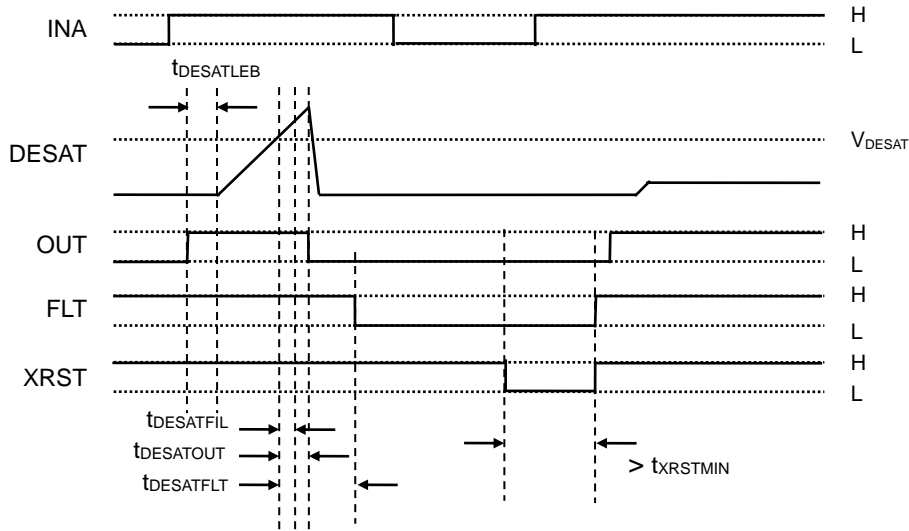 INA
H
L
tDESATLEB
DESAT
VDESAT
OUT
H
L
FLT
H
L
XRST
H
L
tDESATFIL
tDESATOUT
> tXRSTMIN
tDESATFLT